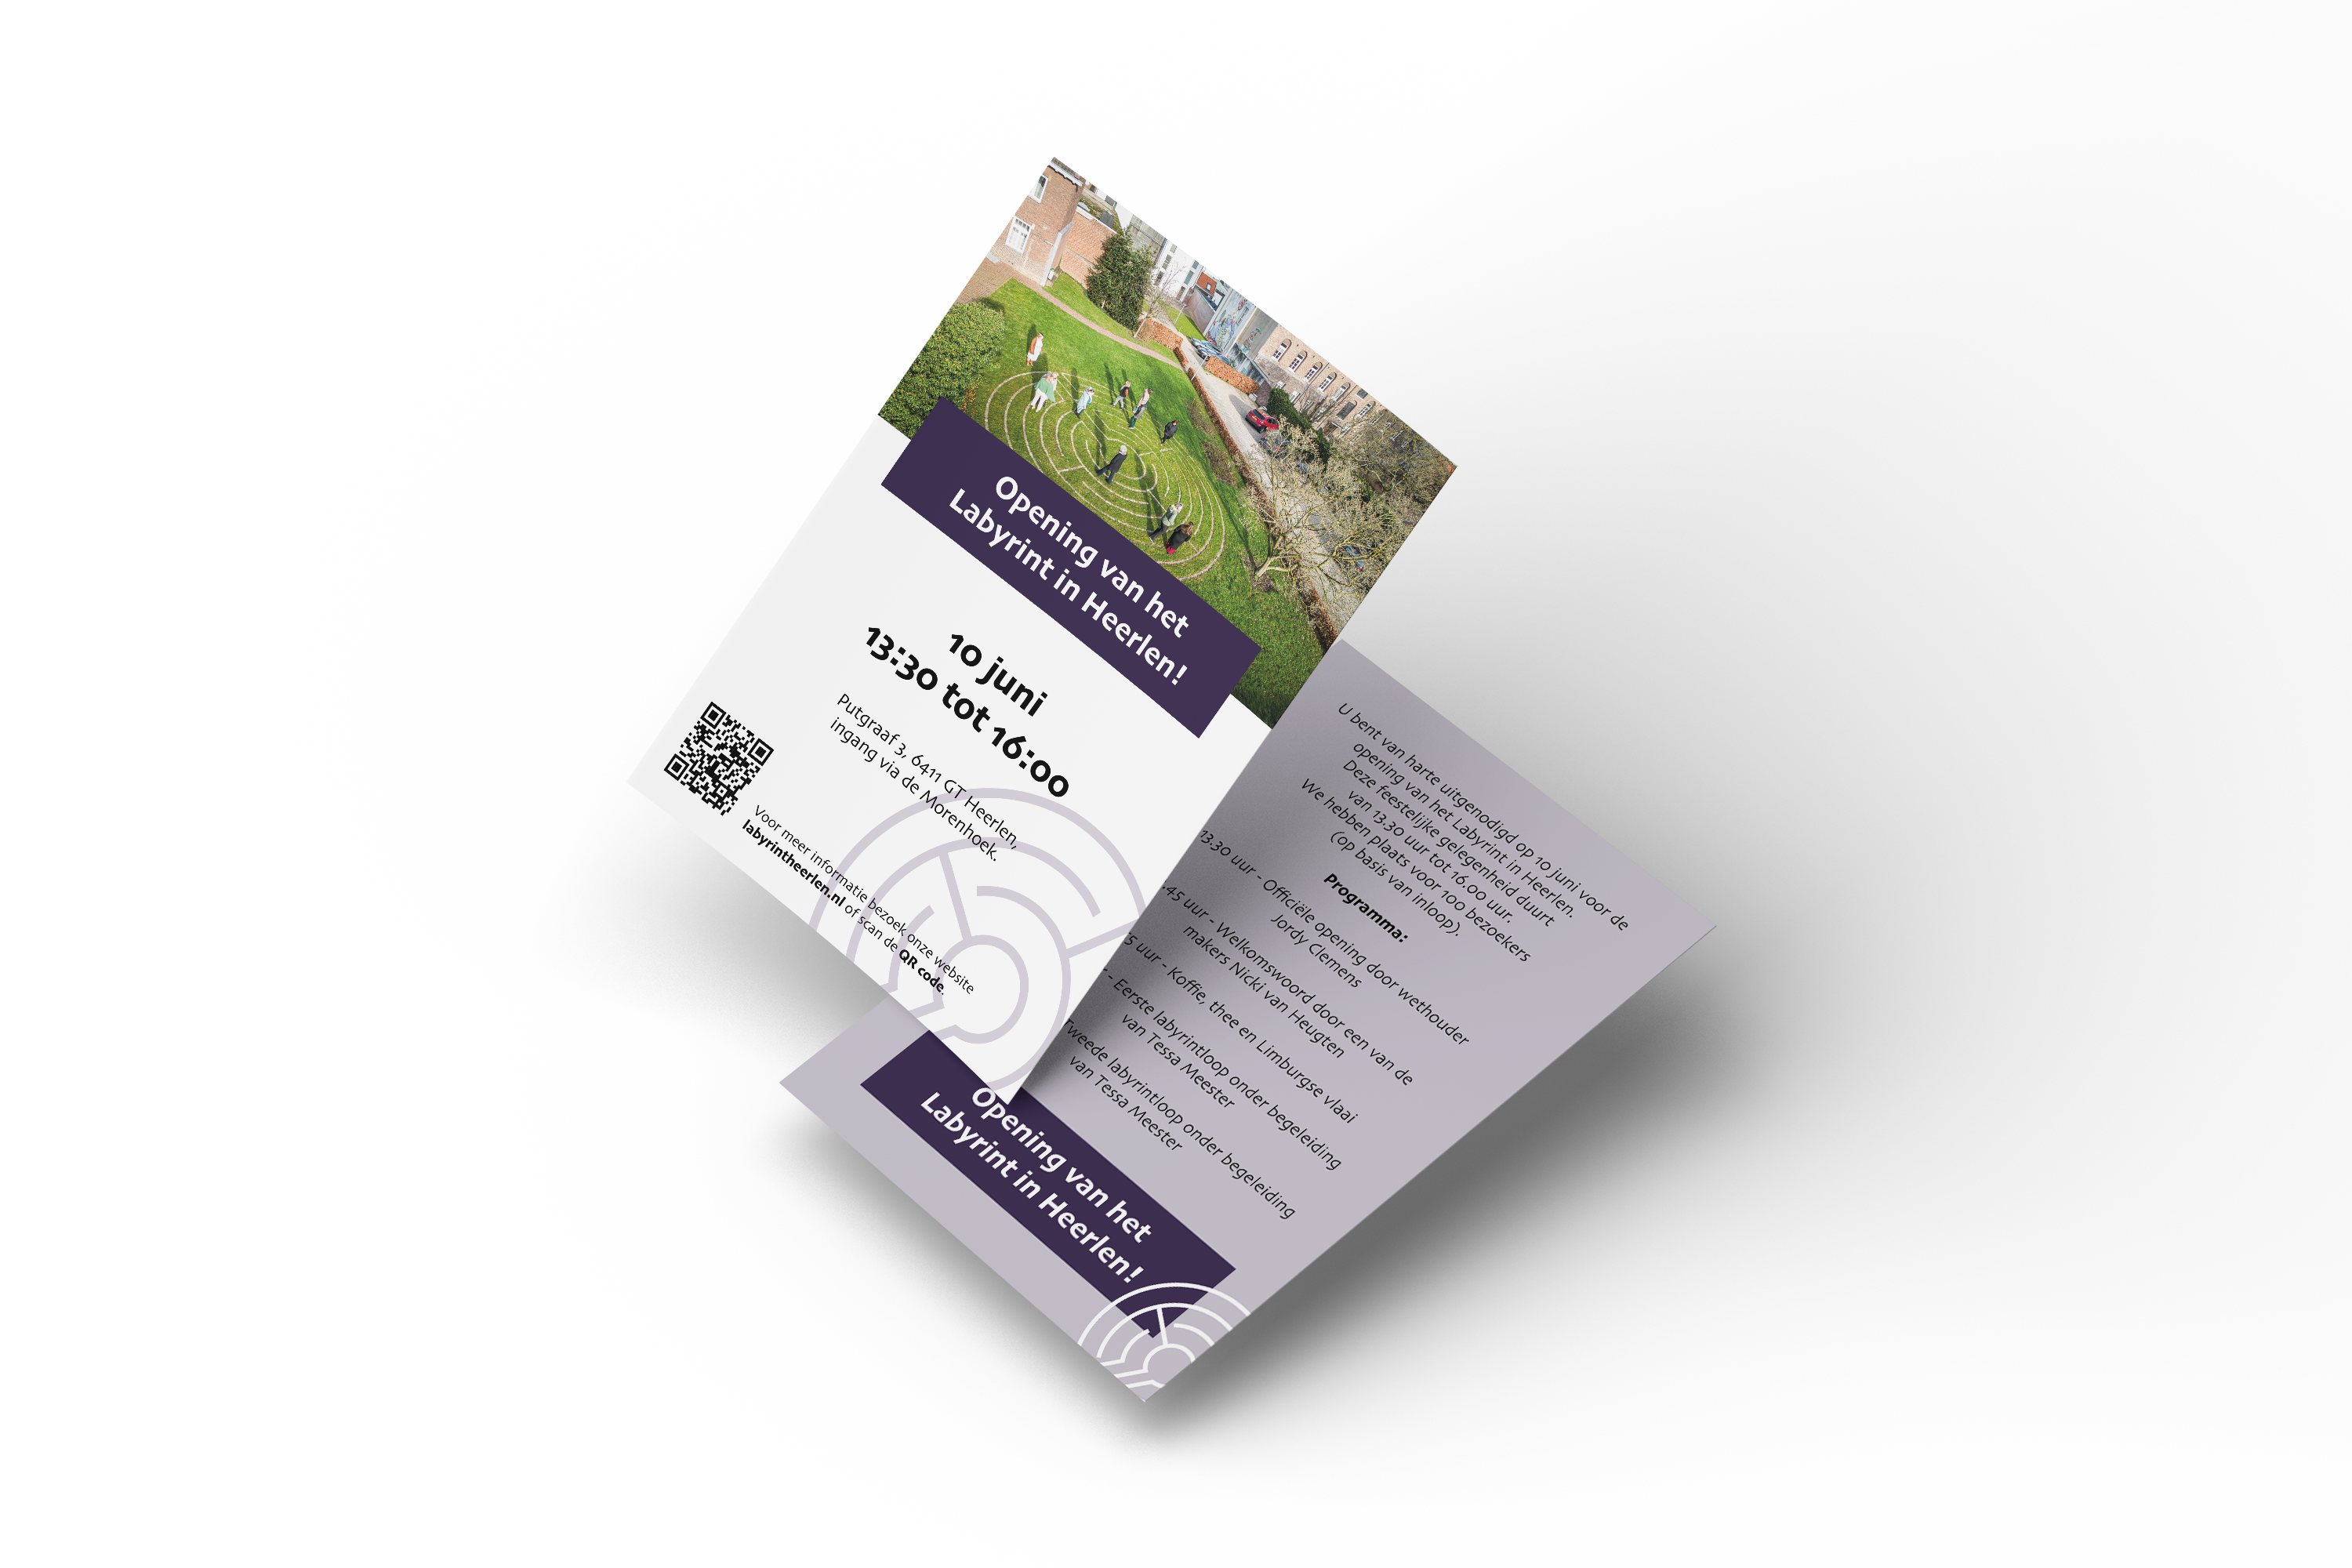 Opening van het
Labyrint in Heerlen!
10 juni
13:30 tot 16:00
Putgraaf 3, 6411 GT Heerlen,
ingang via de Morenhoek.
Voor meer informatie bezoek onze website
labyrintheerlen.nl of scan de QR code.
U bent van harte uitgenodigd op 10 juni voor de
opening van het Labyrint in Heerlen.
Deze feestelijke gelegenheid duurt
van 13.30 uur tot 16.00 uur.
We hebben plaats voor 100 bezoekers
(op basis van inloop).
Programma:
13:30 uur - Officiële opening door wethouder
Jordy Clemens
45 uur - Welkomswoord door een van de
makers Nicki van Heugten
5 uur - Koffie, thee en Limburgse vlaai
- Eerste labyrintloop onder begeleiding
van Tessa Meester
Tweede labyrintloop onder begeleiding
van Tessa Meester
Opening van het
Labyrint in Heerlen!